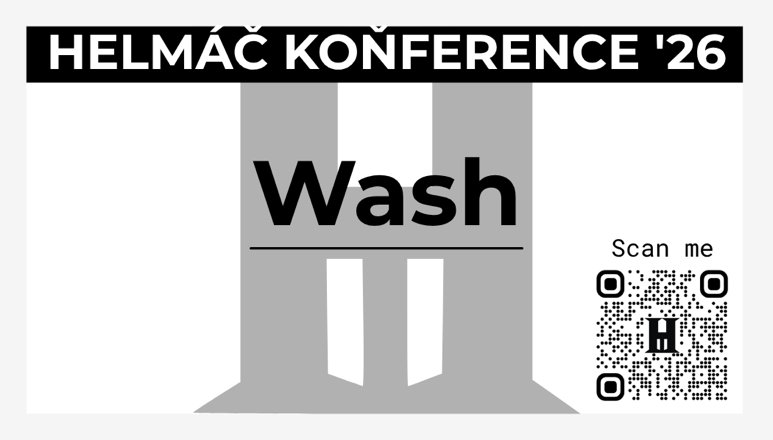 HELMÁČ KOŇFERENCE '26
Wash
Scan me
H